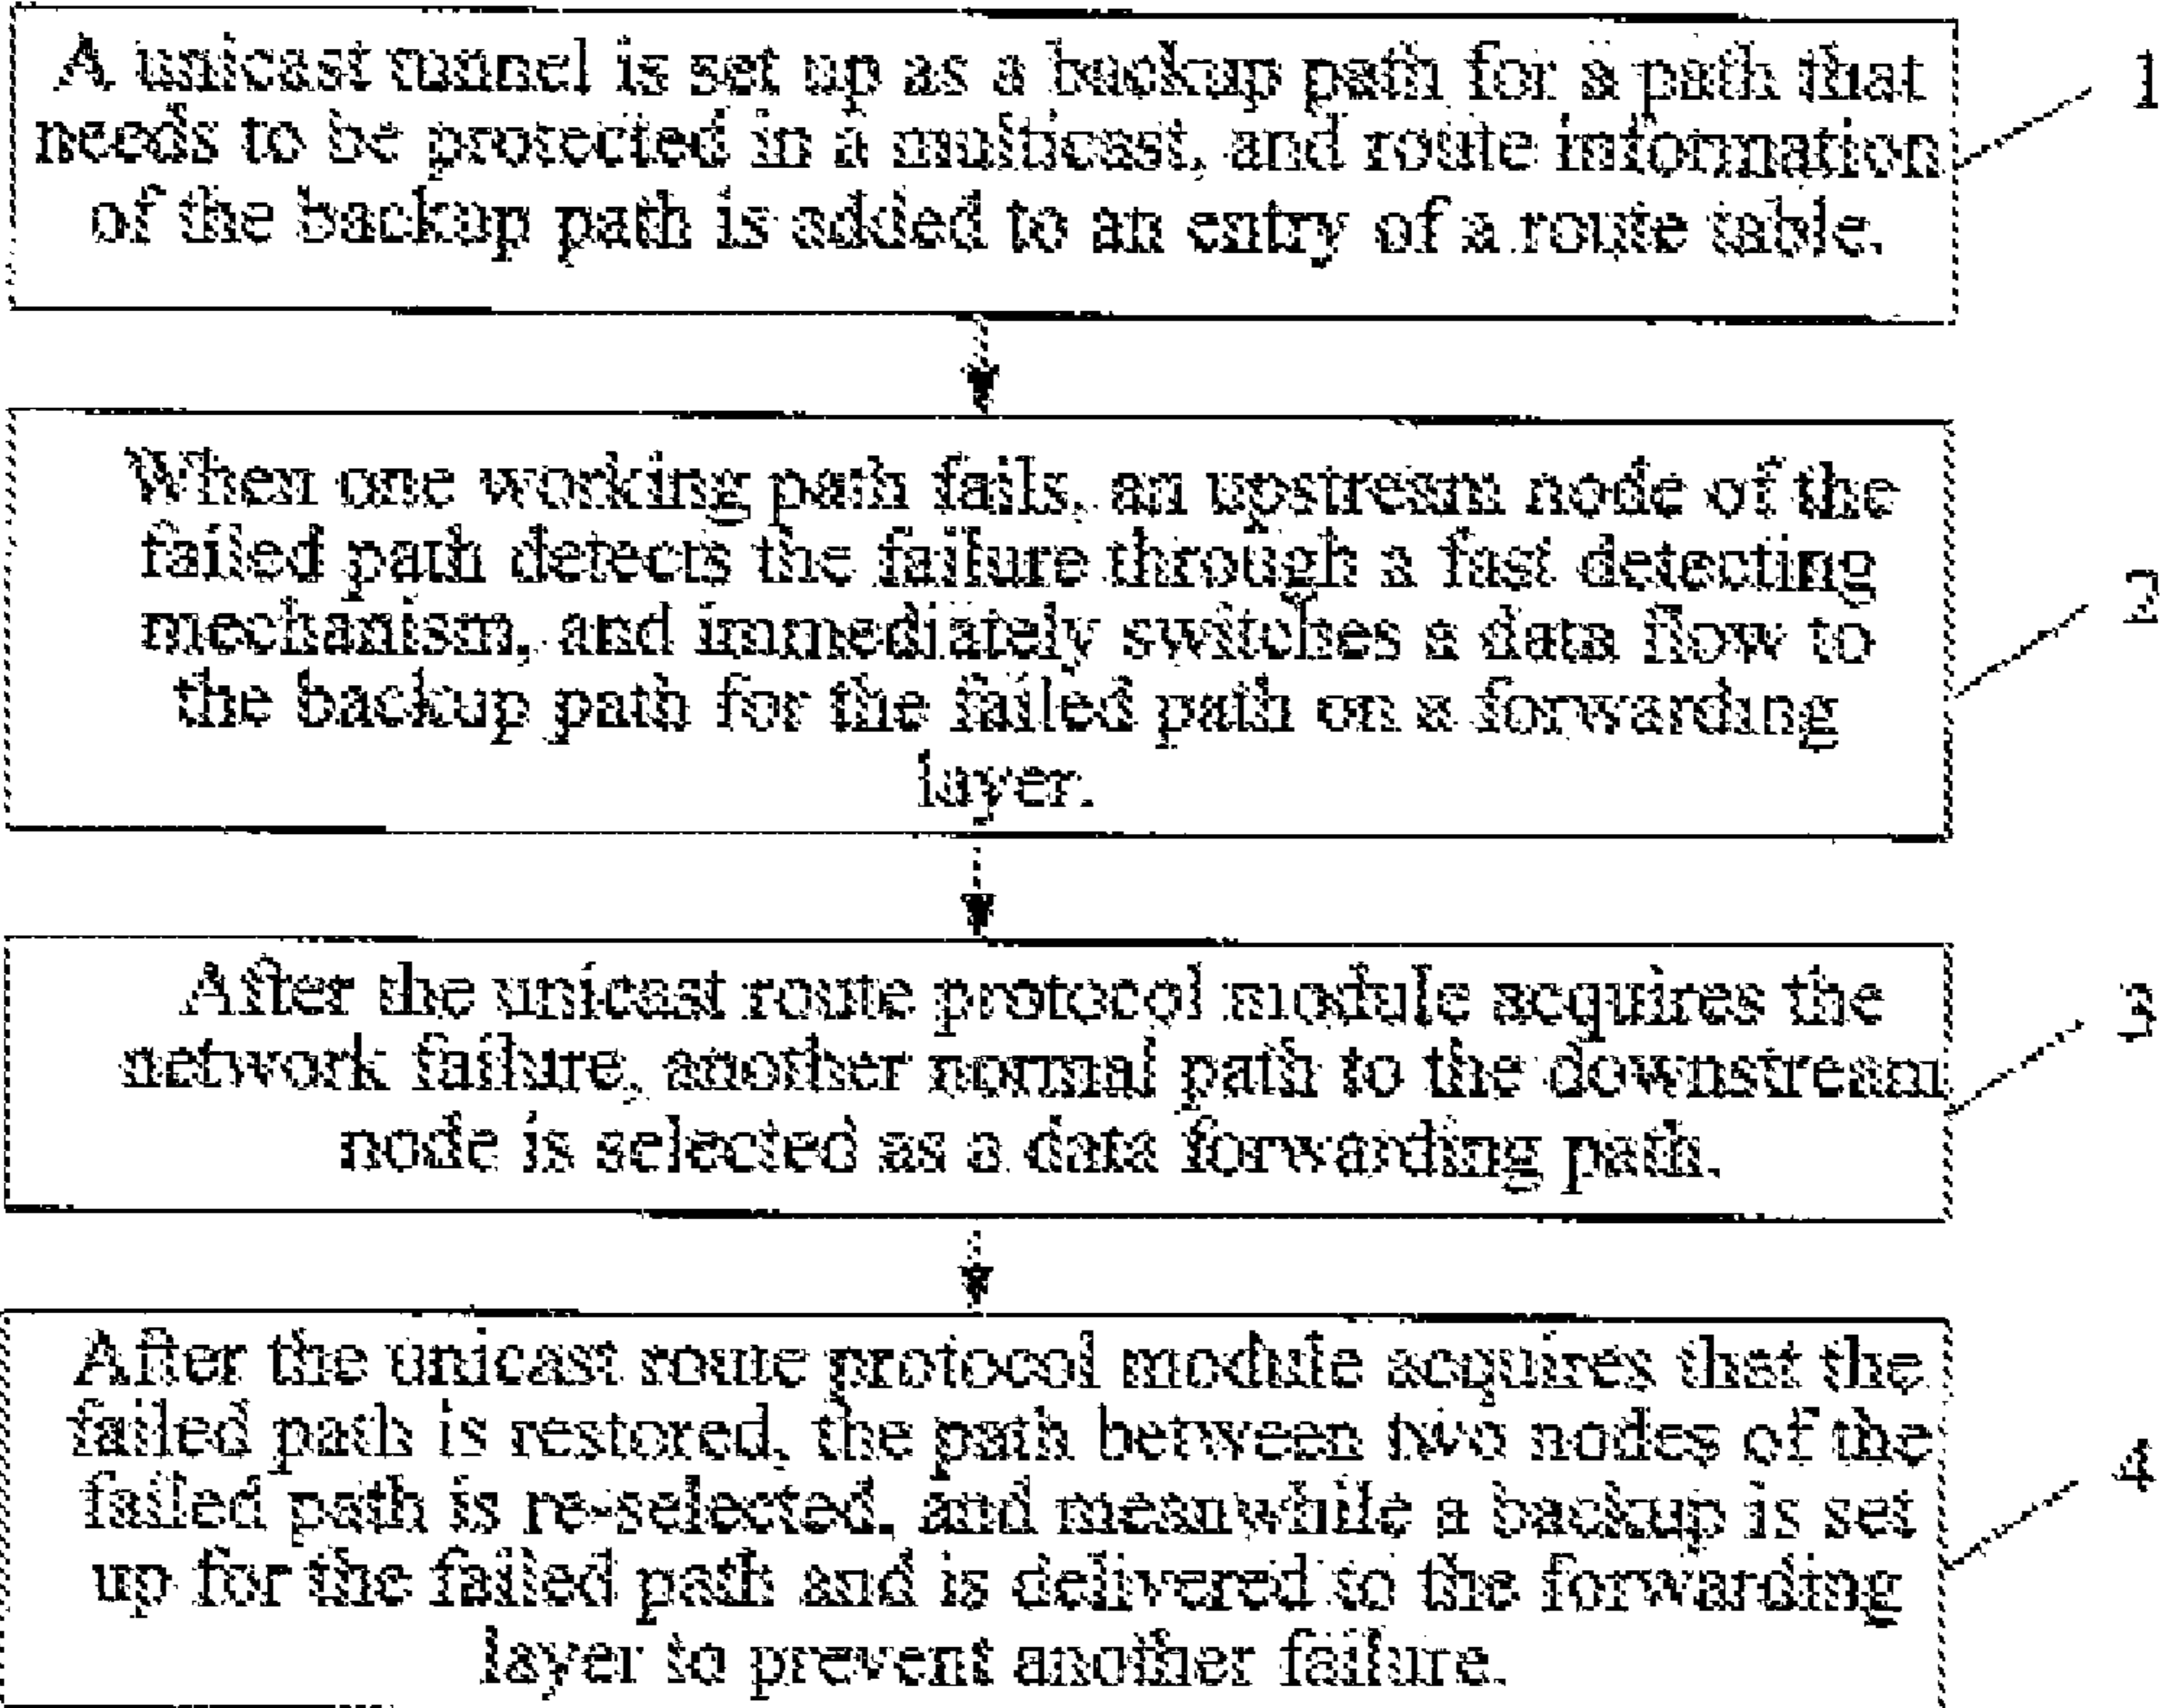 A unicast tunnel is set up as a backup path for a path that
needs to be protected in a multicast, and route information
of the backup path is added to an entry of a route table.
1
When one working path fails, an upstream node of the
failed path detects the failure through a fast detecting
mechanism, and immediately switches a data flow to
the backup path for the failed path on a forwarding
layer.
2
After the unicast route protocol module acquires the
network failure, another normal path to the downstream
node is selected as a data forwarding path.
3
After the unicast route protocol module acquires that the
failed path is restored, the path between two nodes of the
failed path is re-selected, and meanwhile a backup is set
up for the failed path and is delivered to the forwarding
layer to prevent another failure.
4